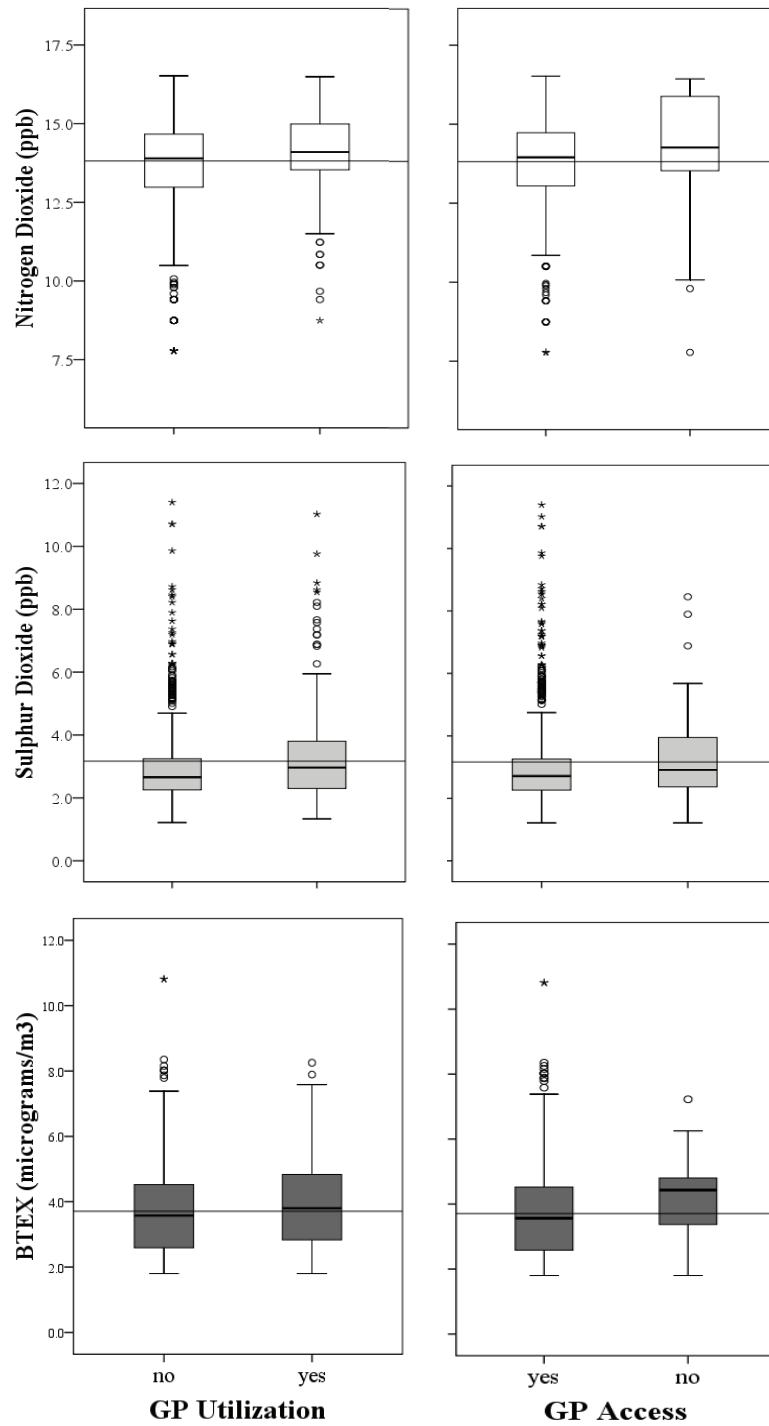 Nitrogen Dioxide (ppb)
17.5
15.0
12.5
10.0
7.5
Sulphur Dioxide (ppb)
12.0
10.0
8.0
6.0
4.0
2.0
0.0
BTEX (micrograms/m3)
12.0
10.0
8.0
6.0
4.0
2.0
0.0
no yes
GP Utilization
yes no
GP Access